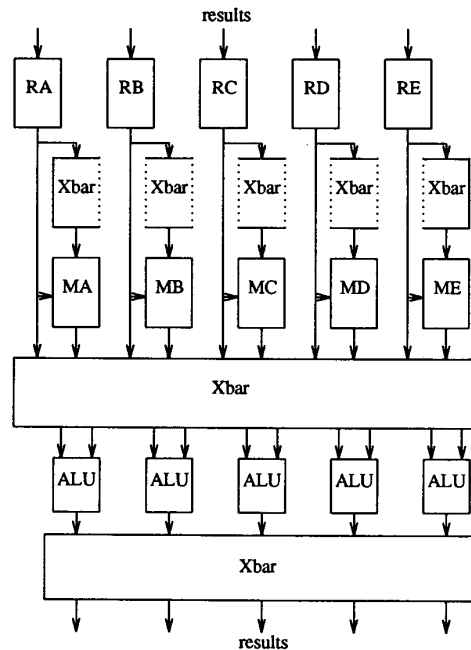 results
RA RB RC RD RE
Xbar Xbar Xbar Xbar Xbar
MA MB MC MD ME
Xbar
ALU ALU ALU ALU ALU
Xbar
results